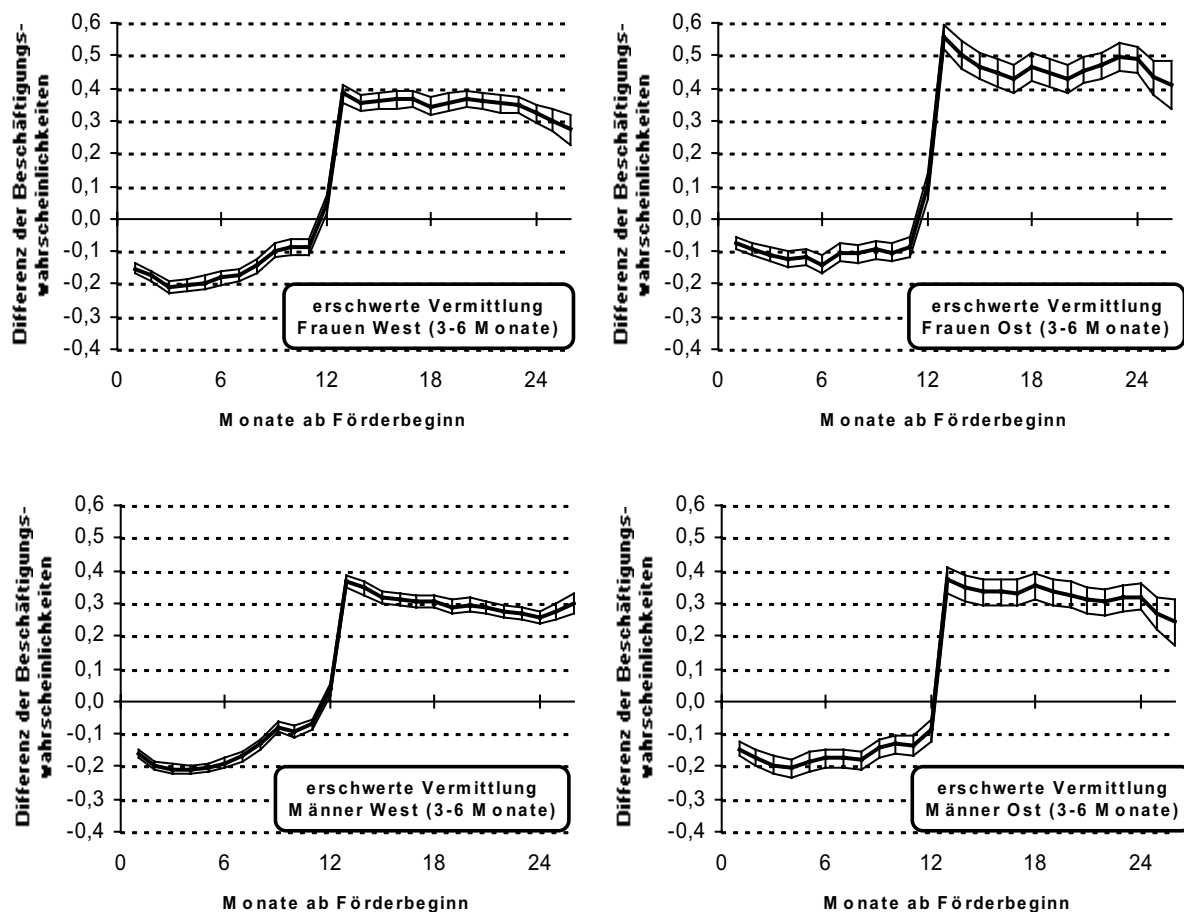 Differenz der Beschäftigungs-
wahrscheinlichkeiten
0,6
0,5
0,4
0,3
0,2
0,1
0,0
-0,1
-0,2
-0,3
-0,4
erschwerte Vermittlung
Frauen West (3-6 Monate)
0 6 12 18 24
Monate ab Förderbeginn
Differenz der Beschäftigungs-
wahrscheinlichkeiten
0,6
0,5
0,4
0,3
0,2
0,1
0,0
-0,1
-0,2
-0,3
-0,4
erschwerte Vermittlung
Frauen Ost (3-6 Monate)
0 6 12 18 24
Monate ab Förderbeginn
Differenz der Beschäftigungs-
wahrscheinlichkeiten
0,6
0,5
0,4
0,3
0,2
0,1
0,0
-0,1
-0,2
-0,3
-0,4
erschwerte Vermittlung
Männer West (3-6 Monate)
0 6 12 18 24
Monate ab Förderbeginn
Differenz der Beschäftigungs-
wahrscheinlichkeiten
0,6
0,5
0,4
0,3
0,2
0,1
0,0
-0,1
-0,2
-0,3
-0,4
erschwerte Vermittlung
Männer Ost (3-6 Monate)
0 6 12 18 24
Monate ab Förderbeginn